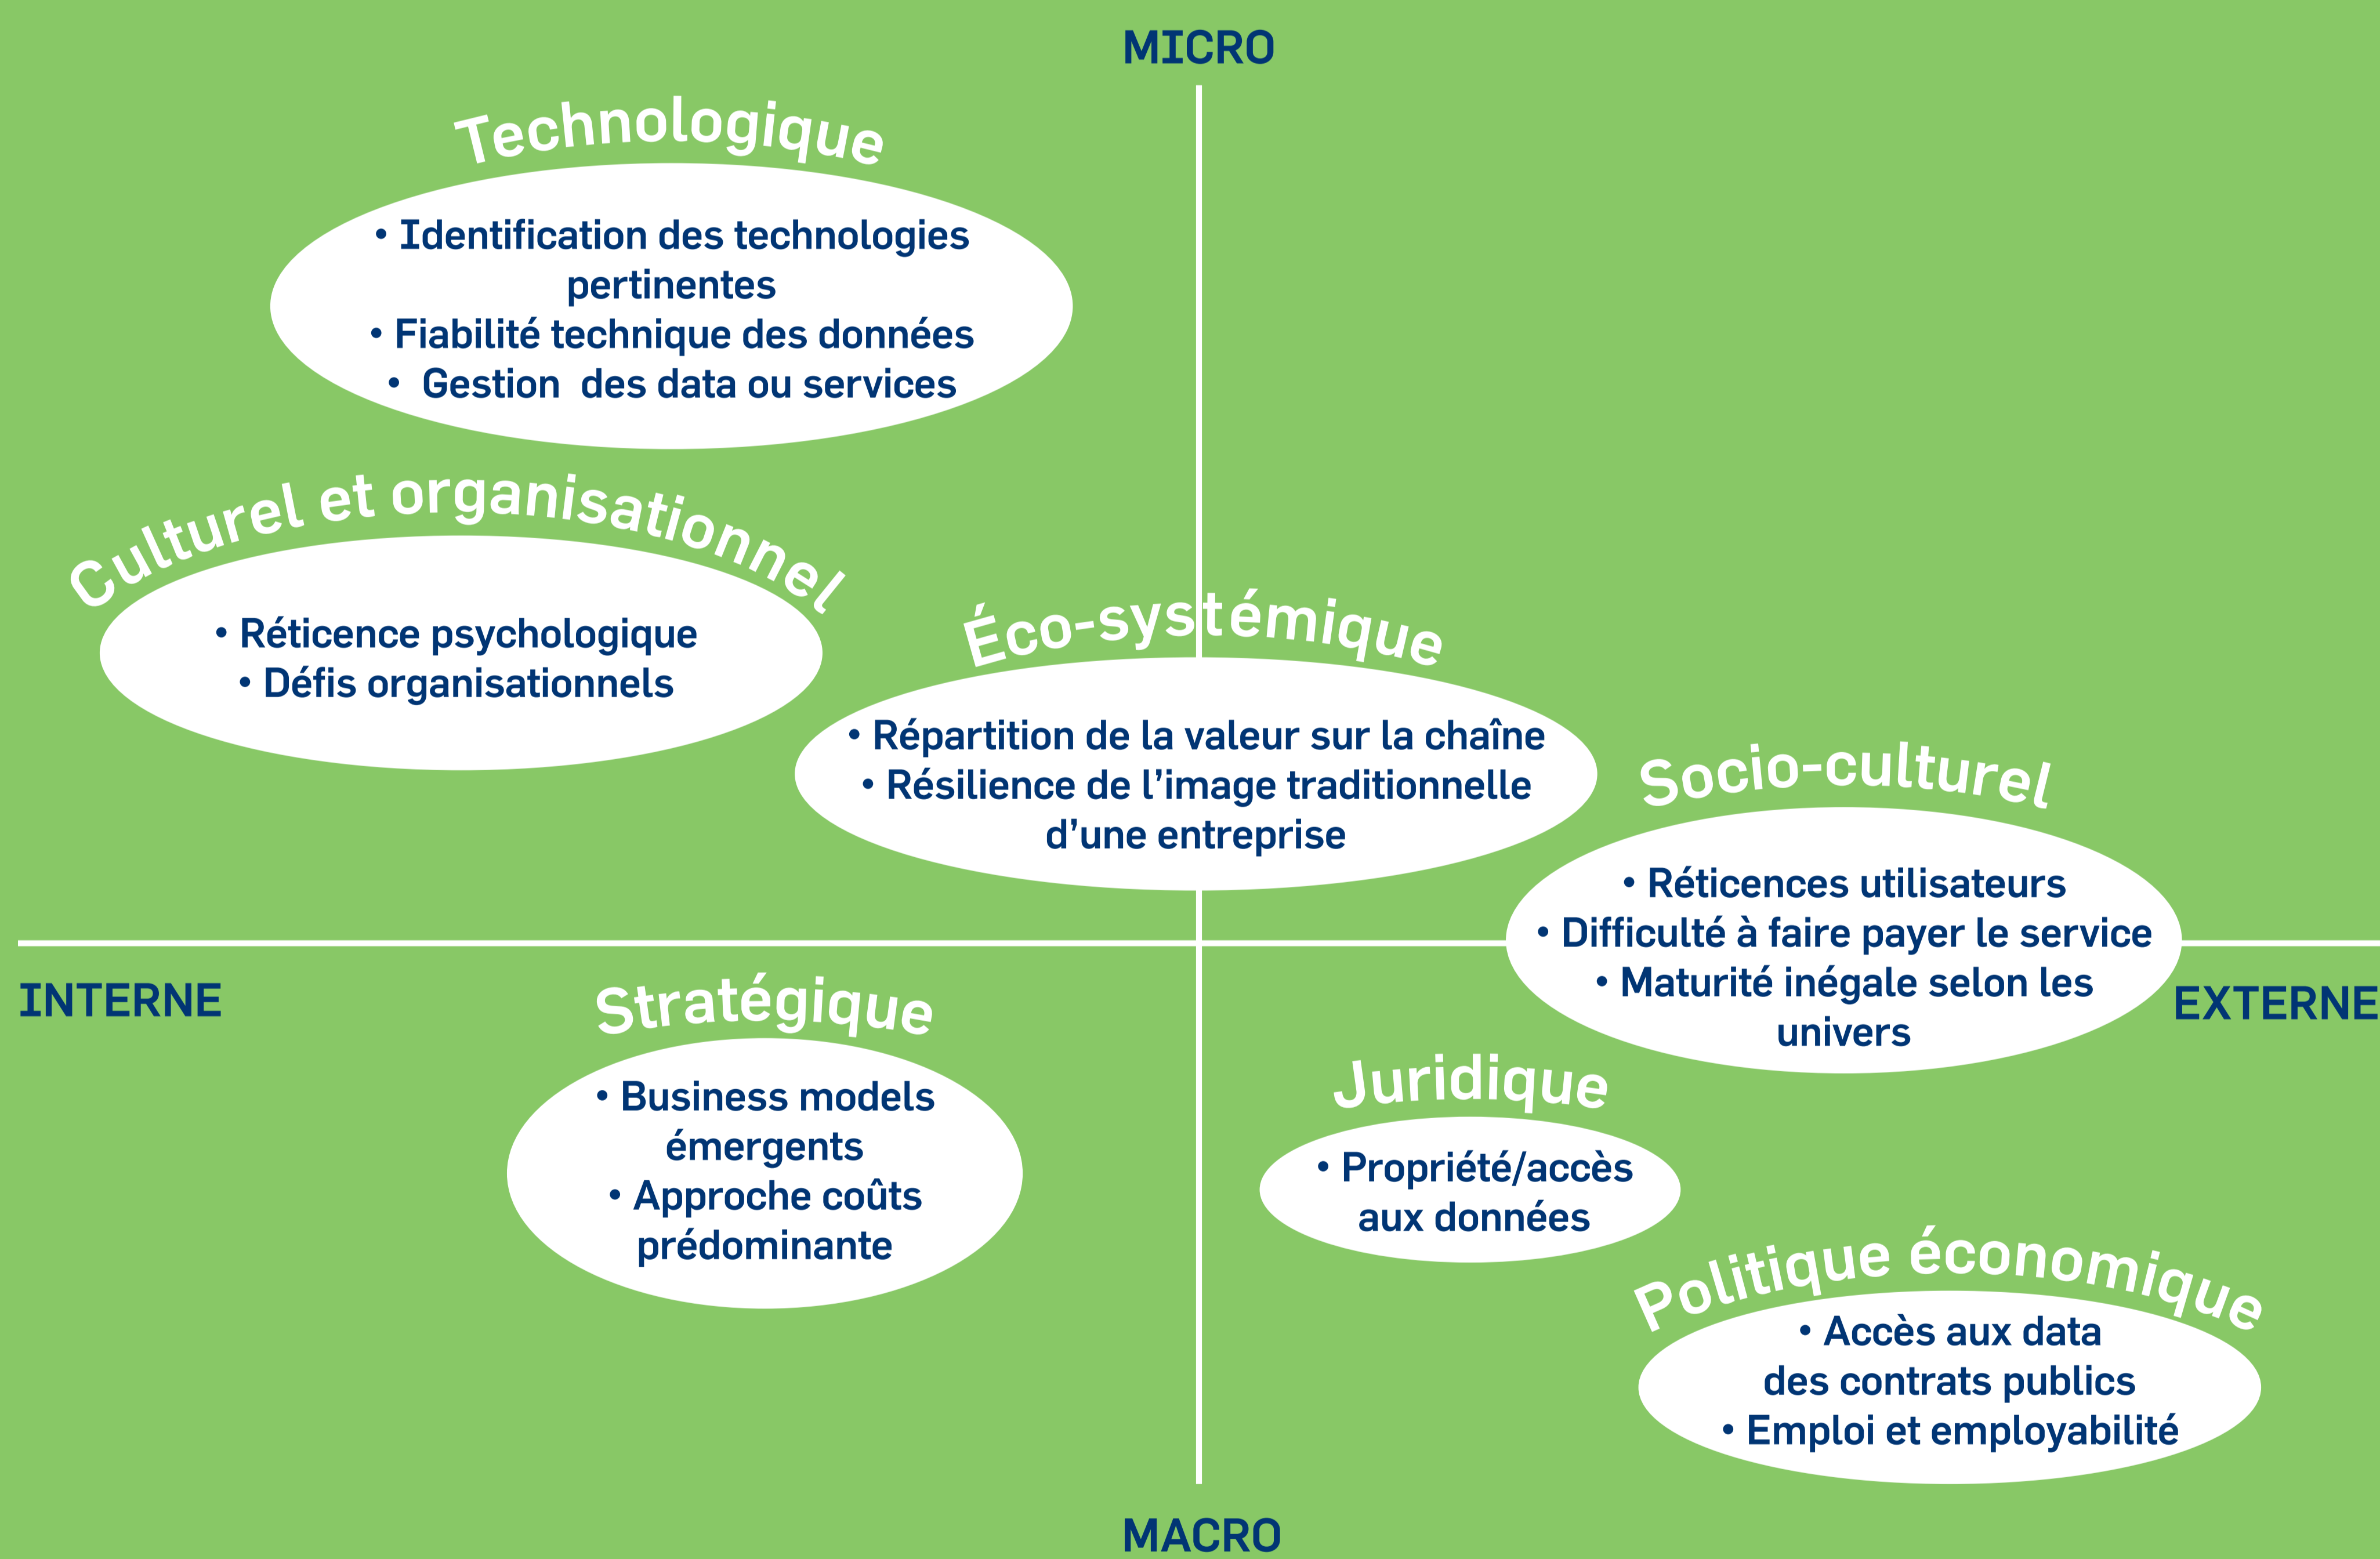 MICRO
Technologique
• Identification des technologies
pertinentes
• Fiabilité technique des données
• Gestion des data ou services
Culturel et organisationnel
• Réticence psychologique
• Défis organisationnels
Éco-systémique
• Répartition de la valeur sur la chaîne
• Résilience de l’image traditionnelle
d’une entreprise
Socio-culturel
• Réticences utilisateurs
• Difficulté à faire payer le service
• Maturité inégale selon les
univers
INTERNE
EXTERNE
Stratégique
• Business models
émergents
• Approche coûts
prédominante
Juridique
• Propriété/accès
aux données
Politique économique
• Accès aux data
des contrats publics
• Emploi et employabilité
MACRO